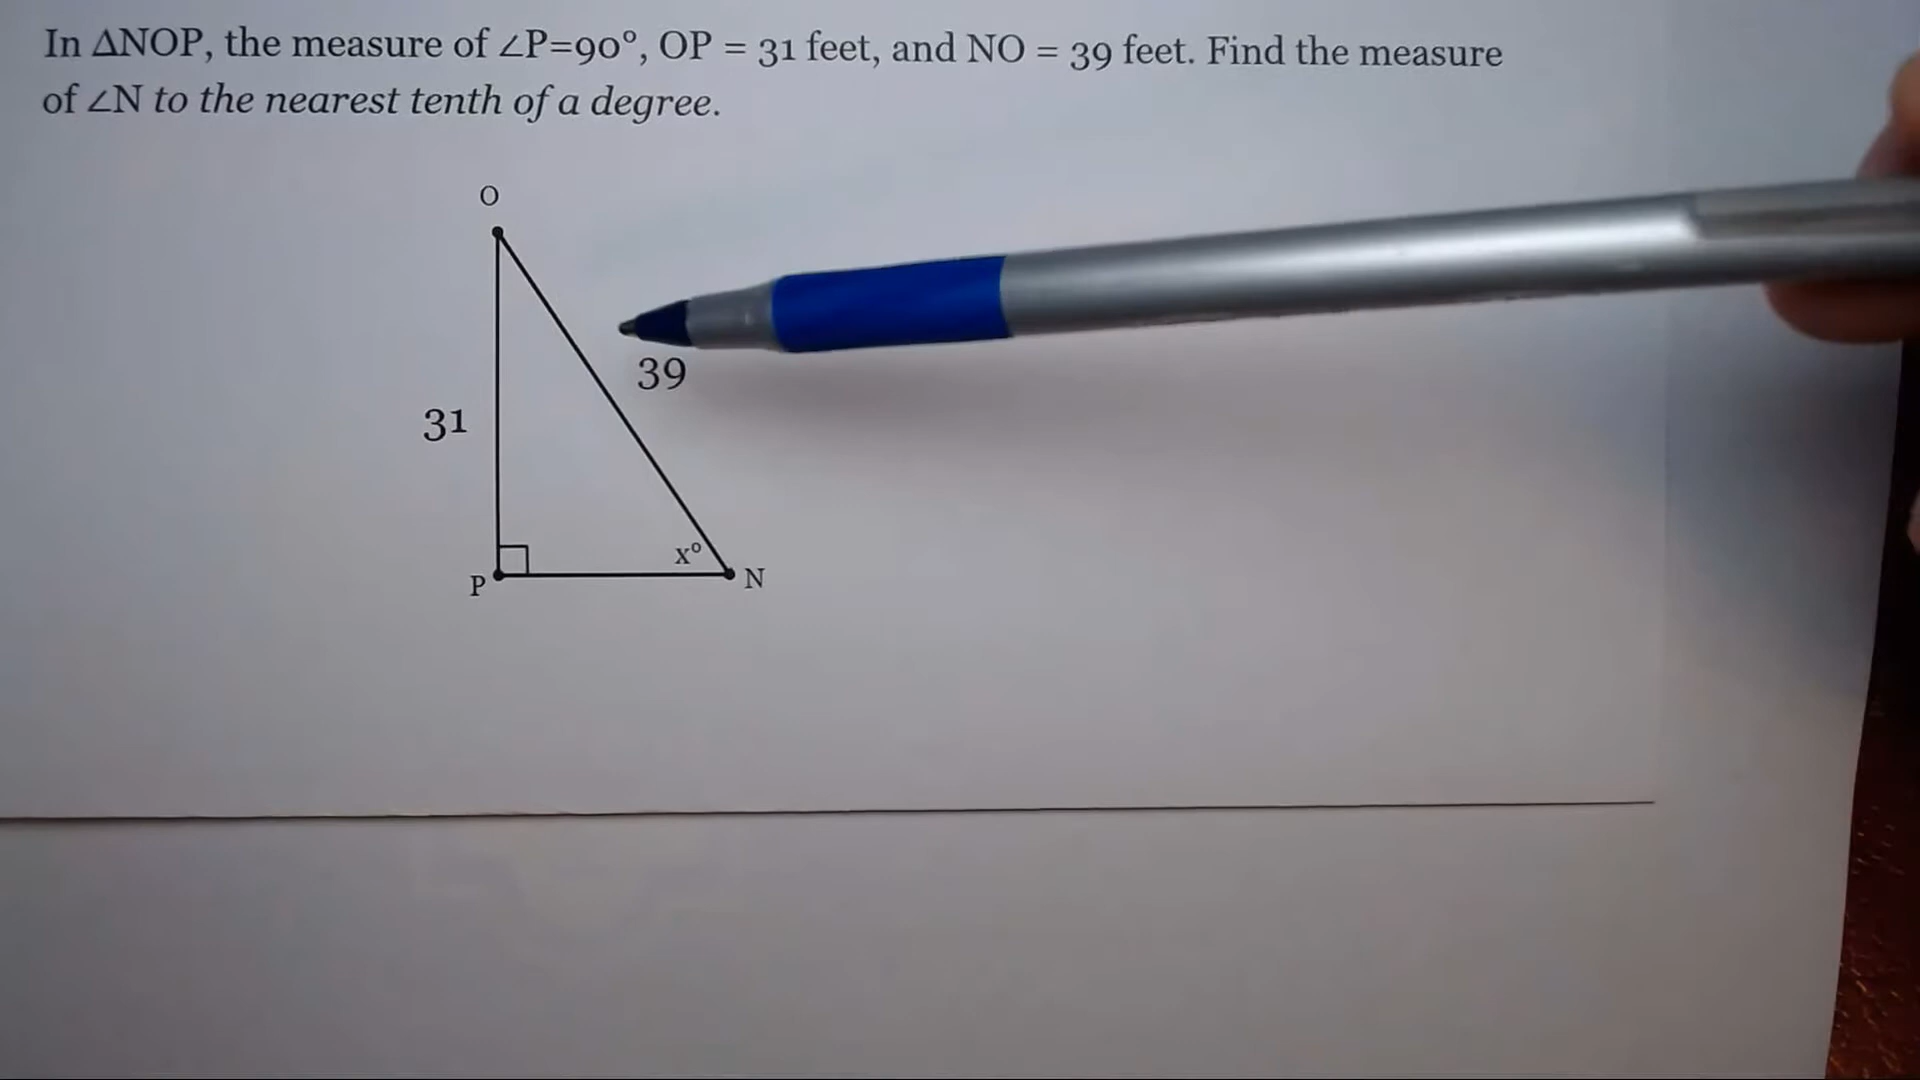 In ΔNOP, the measure of ∠P=90°, OP = 31 feet, and NO = 39 feet. Find the measure
of ∠N to the nearest tenth of a degree.
O
39
31
x°
P
N